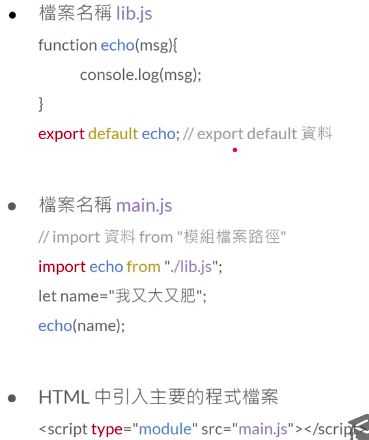 檔案名稱 lib.js
function echo(msg){
console.log(msg);
}
export default echo; // export default 資料
檔案名稱 main.js
// import 資料 from "模組檔案路徑"
import echo from "./lib.js";
let name="我又大又肥";
echo(name);
HTML 中引入主要的程式檔案
<script type="module" src="main.js"></script>